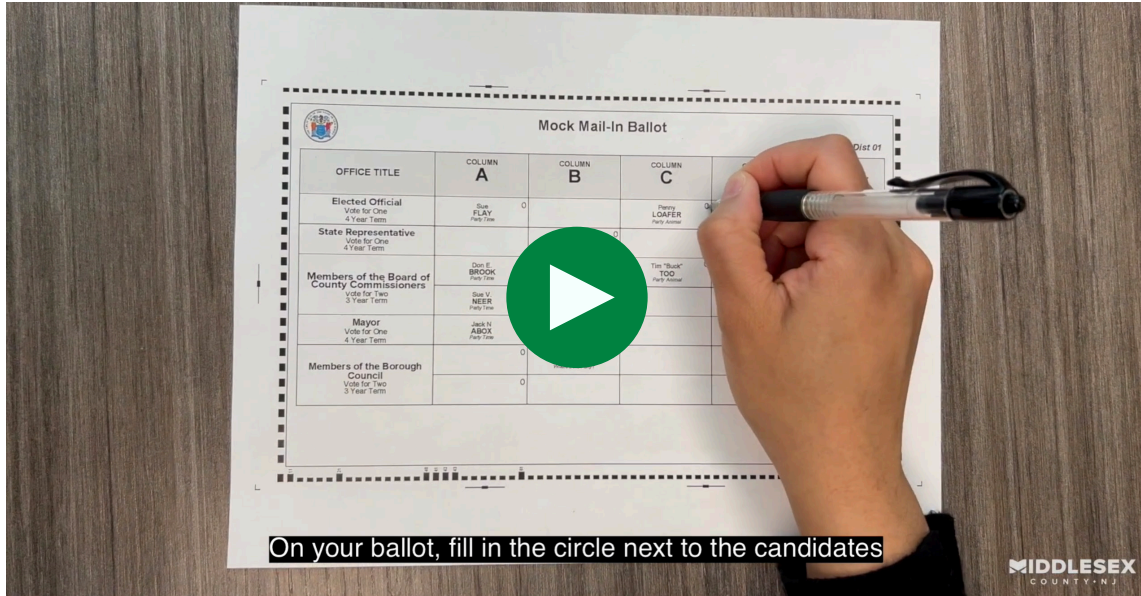 Mock Mail-In Ballot
Dist 01
OFFICE TITLE
COLUMN
A
COLUMN
B
COLUMN
C
Elected Official
Vote for One
4 Year Term
Sue
FLAY
Party Time
0
Penny
LOAFER
Party Animal
0
State Representative
Vote for One
4 Year Term
0
Members of the Board of
County Commissioners
Vote for Two
3 Year Term
Don E.
BROOK
Party Time
Tim "Buck"
TOO
Party Animal
Sue V.
NEER
Party Time
Mayor
Vote for One
4 Year Term
Jack N
ABOX
Party Time
Members of the Borough
Council
Vote for Two
3 Year Term
0
0
On your ballot, fill in the circle next to the candidates
MIDDLESEX
COUNTY•NJ